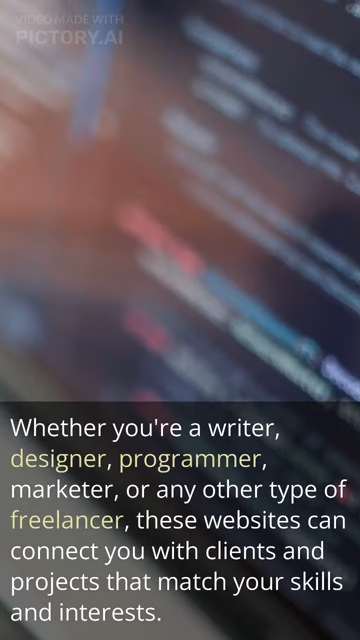 VIDEO MADE WITH
PICTORY.AI
Whether you're a writer,
designer, programmer,
marketer, or any other type of
freelancer, these websites can
connect you with clients and
projects that match your skills
and interests.